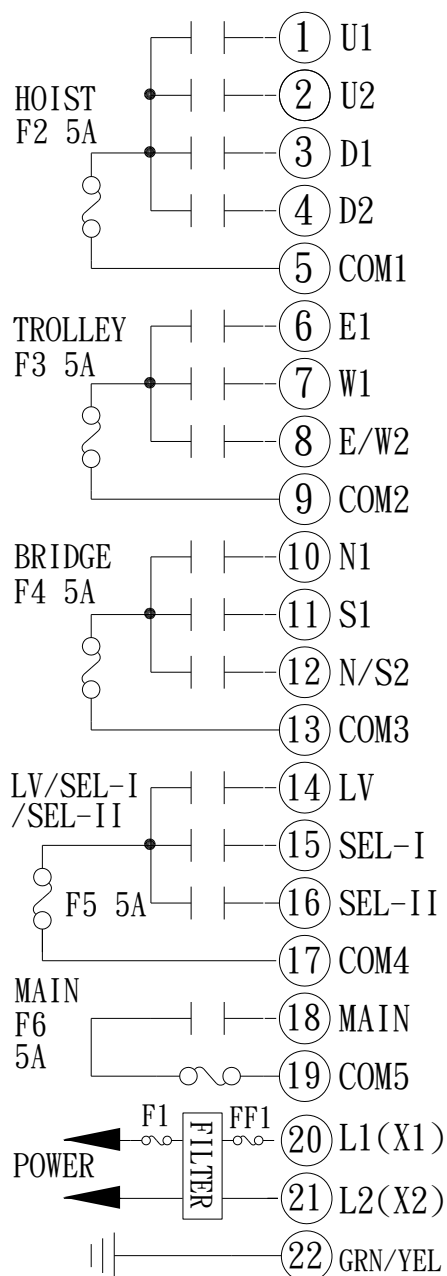 1 U1
HOIST
2 U2
F2 5A
3 D1
4 D2
5 COM1
TROLLEY
6 E1
F3 5A
7 W1
8 E/W2
9 COM2
BRIDGE
10 N1
F4 5A
11 S1
12 N/S2
13 COM3
LV/SEL-I
14 LV
/SEL-II
15 SEL-I
F5 5A
16 SEL-II
17 COM4
MAIN
18 MAIN
F6
5A
19 COM5
F1
FF1
FILTER
20 L1(X1)
POWER
21 L2(X2)
22 GRN/YEL